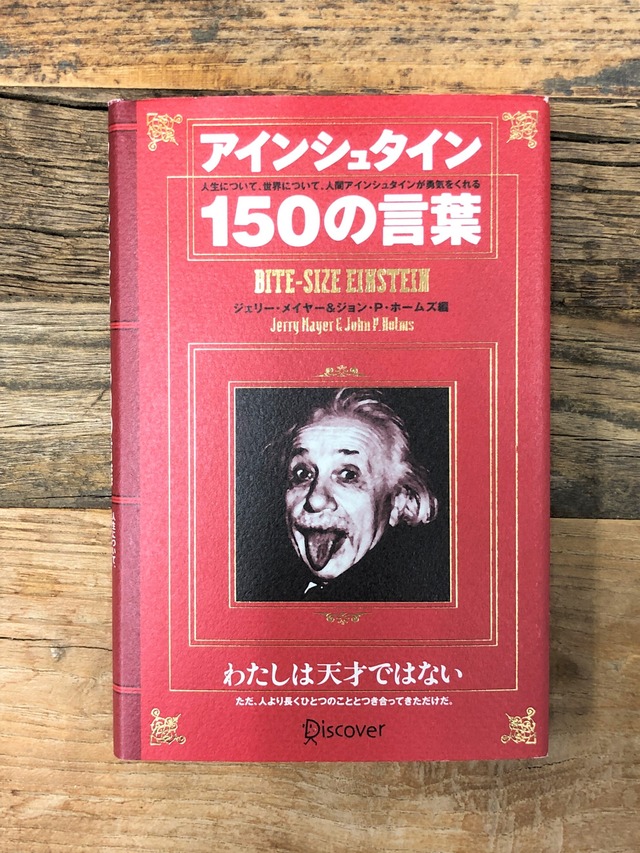 アインシュタイン
人生について、世界について、人間アインシュタインが勇気をくれる
150の言葉
BITE-SIZE EINSTEIN
ジェリー・メイヤー&ジョン・P・ホームズ編
Jerry Mayer & John P. Holms
わたしは天才ではない
ただ、人より長くひとつのこととつき合ってきただけだ。
Discover